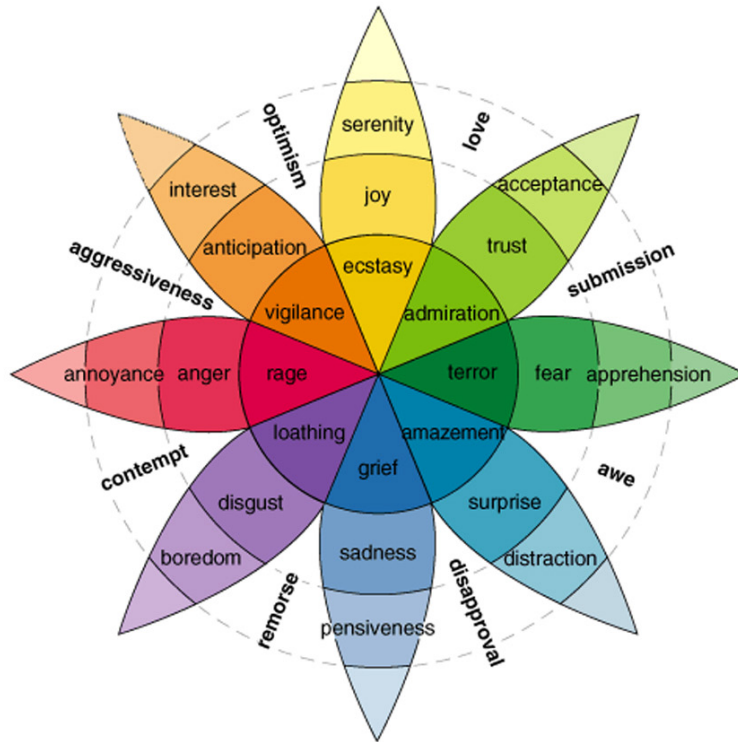 optimism
serenity
love
interest
acceptance
joy
anticipation
trust
aggressiveness
ecstasy
submission
vigilance
admiration
annoyance
anger
rage
terror
fear
apprehension
loathing
amazement
contempt
grief
awe
disgust
surprise
boredom
sadness
distraction
remorse
disapproval
pensiveness